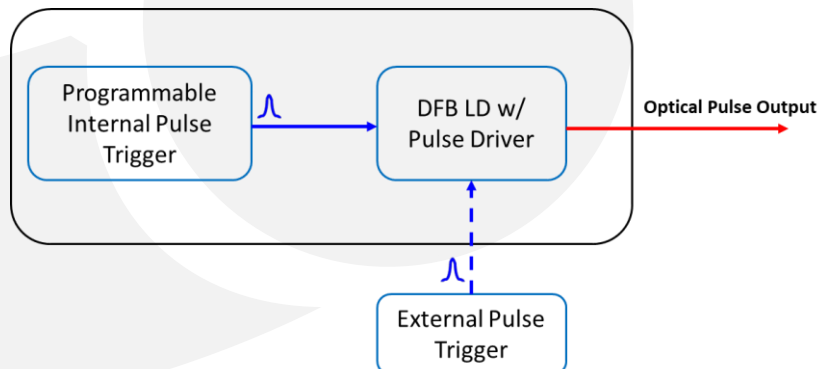 Programmable
Internal Pulse
Trigger
DFB LD w/
Pulse Driver
Optical Pulse Output
External Pulse
Trigger